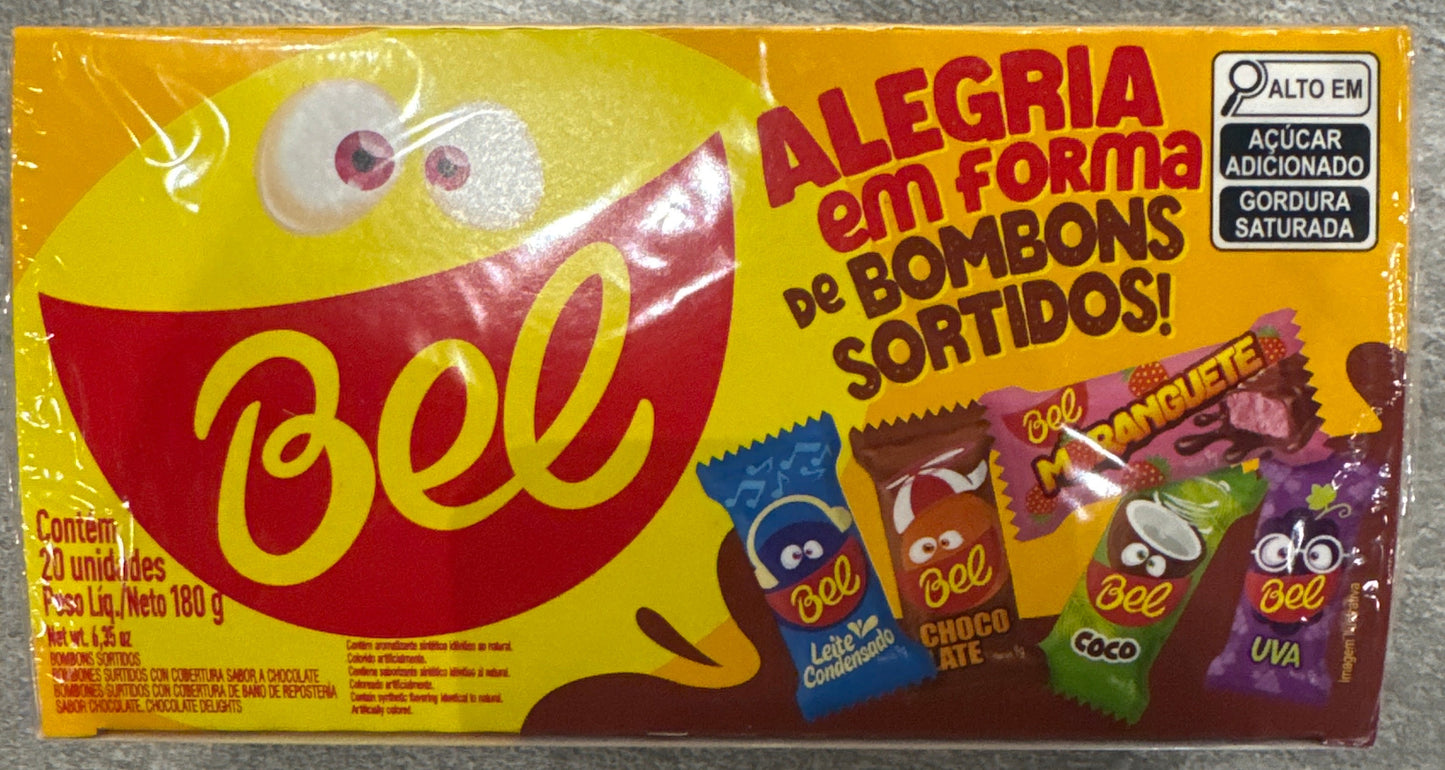 Bel
ALEGRIA
em forma
De BOMBONS
SORTIDOS!
ALTO EM
AÇÚCAR
ADICIONADO
GORDURA
SATURADA
Bel
MORANGUETE
Bel
Leite
Condensado
Bel
CHOCO
LATE
Bel
COCO
Bel
UVA
Contém
20 unidades
Peso Líq./Neto 180 g
Net wt. 6,35 oz
BOMBONS SORTIDOS
BOMBONES SURTIDOS CON COBERTURA SABOR A CHOCOLATE
BOMBONES SURTIDOS CON COBERTURA DE BANO DE REPOSTERÍA
SABOR CHOCOLATE. CHOCOLATE DELIGHTS
Contém aromatizante sintético idêntico ao natural.
Colorido artificialmente.
Contiene saborizante sintético idéntico al natural.
Coloreado artificialmente.
Contain synthetic flavoring identical to natural.
Artificially colored.
Imagem ilustrativa